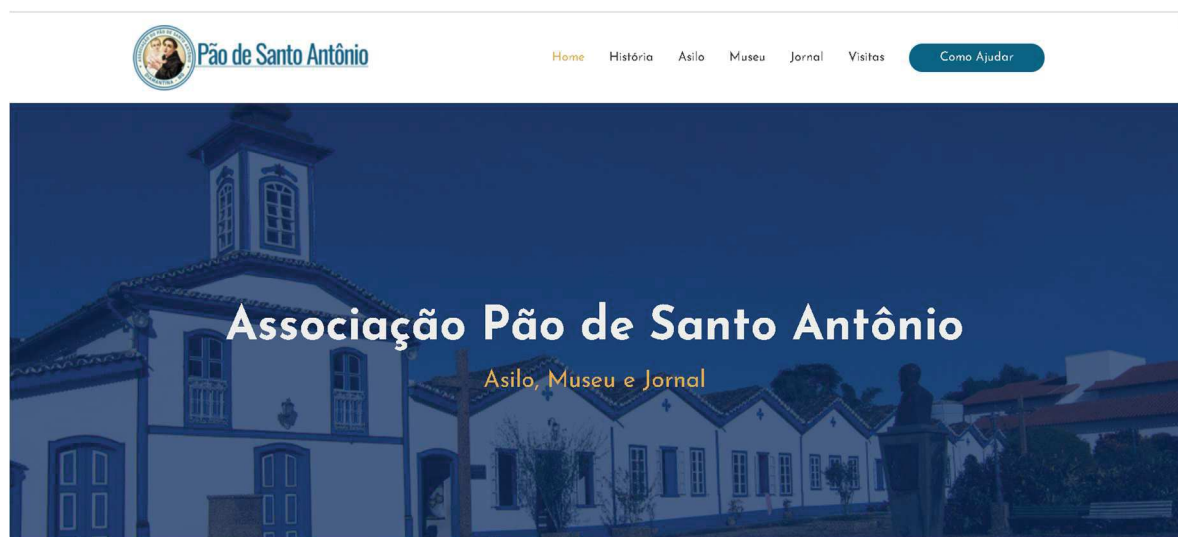 Pão de Santo Antônio
Home História Asilo Museu Jornal Visitas Como Ajudar
Associação Pão de Santo Antônio
Asilo, Museu e Jornal